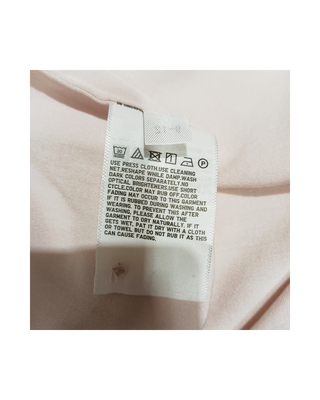 30
P
USE PRESS CLOTH.USE CLEANING
NET.RESHAPE WHILE DAMP.WASH
DARK COLORS SEPARATELY.NO
OPTICAL BRIGHTENERS.USE SHORT
CYCLE.COLOR MAY RUB OFF.COLOR
FADING MAY OCCUR TO THIS GARMENT
IF IT IS RUBBED DURING WASHING AND
WEARING. TO PREVENT THIS AFTER
WASHING, PLEASE ALLOW THE
GARMENT TO DRY NATURALLY. IF IT
GETS WET, PAT IT DRY WITH A CLOTH
OR TOWEL, BUT DO NOT RUB IT AS THIS
CAN CAUSE FADING.